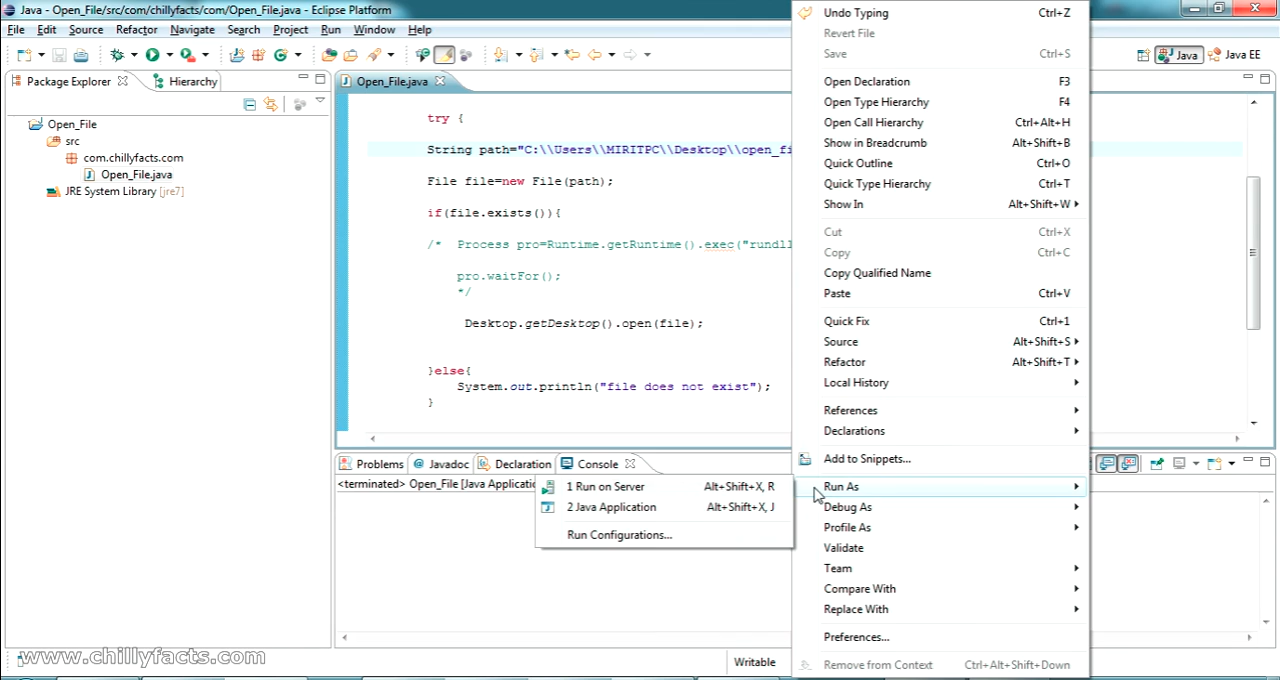 Java - Open_File/src/com/chillyfacts/com/Open_File.java - Eclipse Platform
File Edit Source Refactor Navigate Search Project Run Window Help
Java Java EE
Package Explorer Hierarchy
Open_File
src
com.chillyfacts.com
Open_File.java
JRE System Library [jre7]
Open_File.java
try {
String path="C:\\Users\\MIRITPC\\Desktop\\open_fi
File file=new File(path);
if(file.exists()){
/* Process pro=Runtime.getRuntime().exec("rundll
pro.waitFor();
*/
Desktop.getDesktop().open(file);
}else{
System.out.println("file does not exist");
}
Problems Javadoc Declaration Console
<terminated> Open_File [Java Applicatio
1 Run on Server Alt+Shift+X, R
2 Java Application Alt+Shift+X, J
Run Configurations...
Undo Typing Ctrl+Z
Revert File
Save Ctrl+S
Open Declaration F3
Open Type Hierarchy F4
Open Call Hierarchy Ctrl+Alt+H
Show in Breadcrumb Alt+Shift+B
Quick Outline Ctrl+O
Quick Type Hierarchy Ctrl+T
Show In Alt+Shift+W
Cut Ctrl+X
Copy Ctrl+C
Copy Qualified Name
Paste Ctrl+V
Quick Fix Ctrl+1
Source Alt+Shift+S
Refactor Alt+Shift+T
Local History
References
Declarations
Add to Snippets...
Run As
Debug As
Profile As
Validate
Team
Compare With
Replace With
Preferences...
Remove from Context Ctrl+Alt+Shift+Down
www.chillyfacts.com
Writable